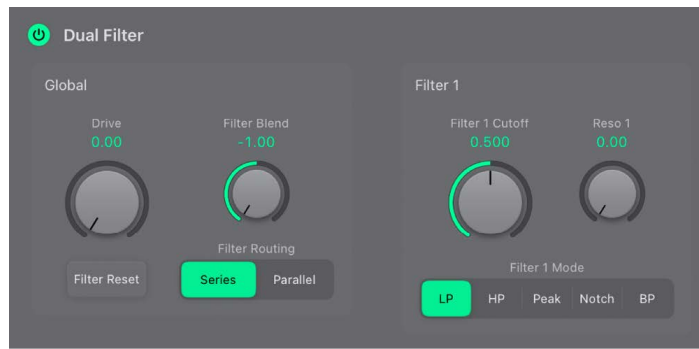 Dual Filter
Global
Drive
0.00
Filter Blend
-1.00
Filter Reset
Filter Routing
Series Parallel
Filter 1
Filter 1 Cutoff
0.500
Reso 1
0.00
Filter 1 Mode
LP HP Peak Notch BP